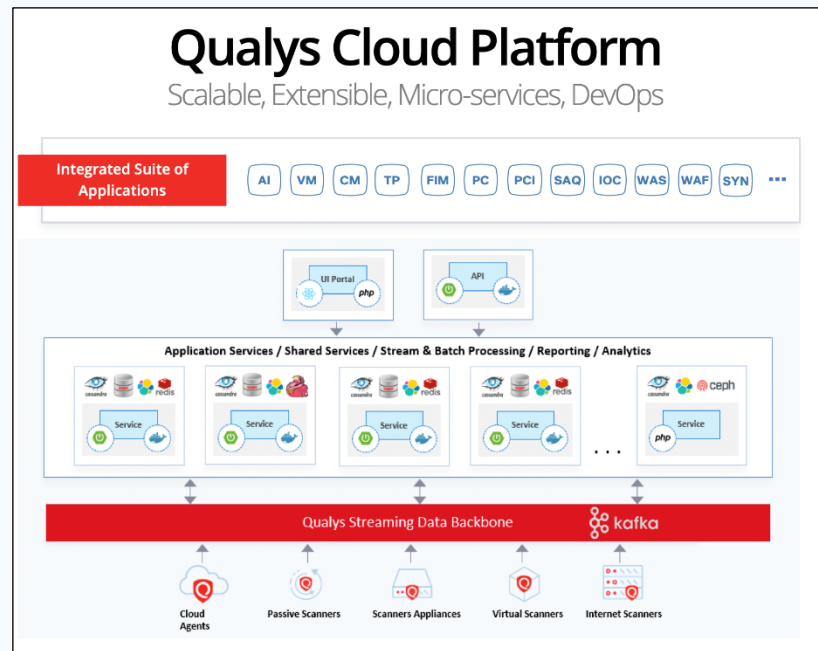 Qualys Cloud Platform
Scalable, Extensible, Micro-services, DevOps
Integrated Suite of
Applications
AI VM CM TP FIM PC PCI SAQ IOC WAS WAF SYN ...
UI Portal
php
API
Application Services / Shared Services / Stream & Batch Processing / Reporting / Analytics
cassandra redis cassandra cassandra redis cassandra redis cassandra ceph
Service Service Service Service Service
php
. . .
Qualys Streaming Data Backbone kafka
Cloud
Agents
Passive Scanners
Scanners Appliances
Virtual Scanners
Internet Scanners